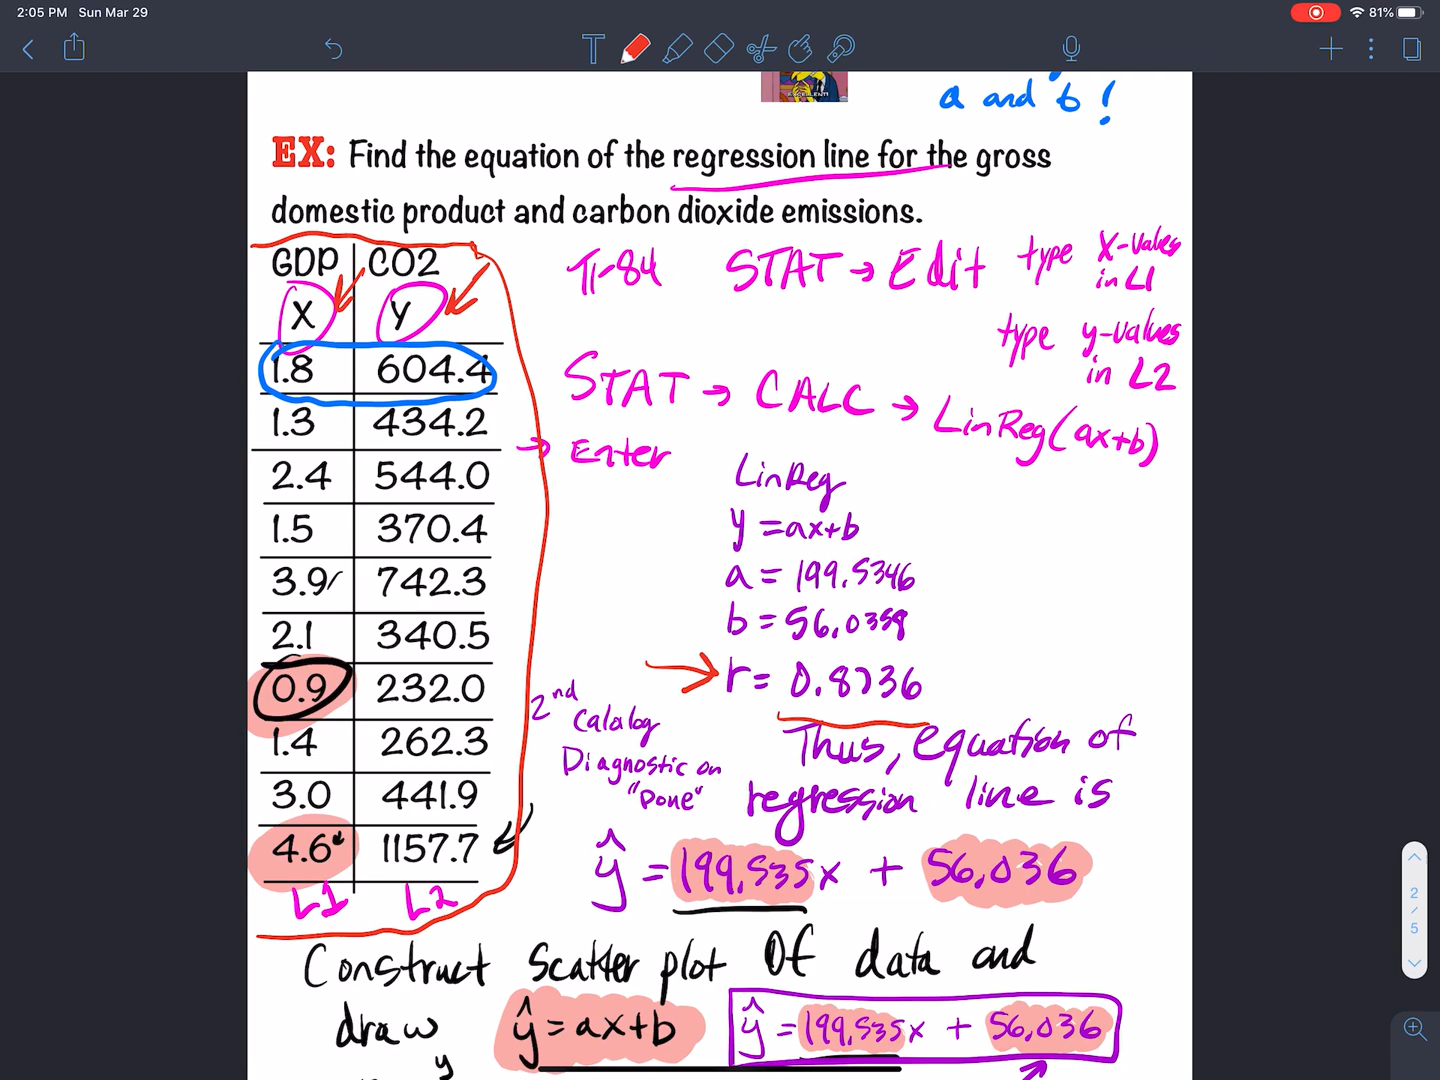 2:05 PM Sun Mar 29
81%
T
EXCELLENT!
a and b!
EX: Find the equation of the regression line for the gross
domestic product and carbon dioxide emissions.
GDP CO2
X Y
1.8 604.4
1.3 434.2
2.4 544.0
1.5 370.4
3.9 742.3
2.1 340.5
0.9 232.0
1.4 262.3
3.0 441.9
4.6 1157.7
L1 L2
TI-84 STAT → Edit type X-values
in L1
type y-values
in L2
STAT → CALC → LinReg(ax+b)
→ Enter
LinReg
y = ax+b
a = 199.5346
b = 56.0359
r = 0.8736
2nd
Catalog
Diagnostic on
"Done"
Thus, equation of
regression line is
ŷ = 199.535x + 56.036
Construct scatter plot of data and
draw ŷ = ax+b ŷ = 199.535x + 56.036
y
2
/
5